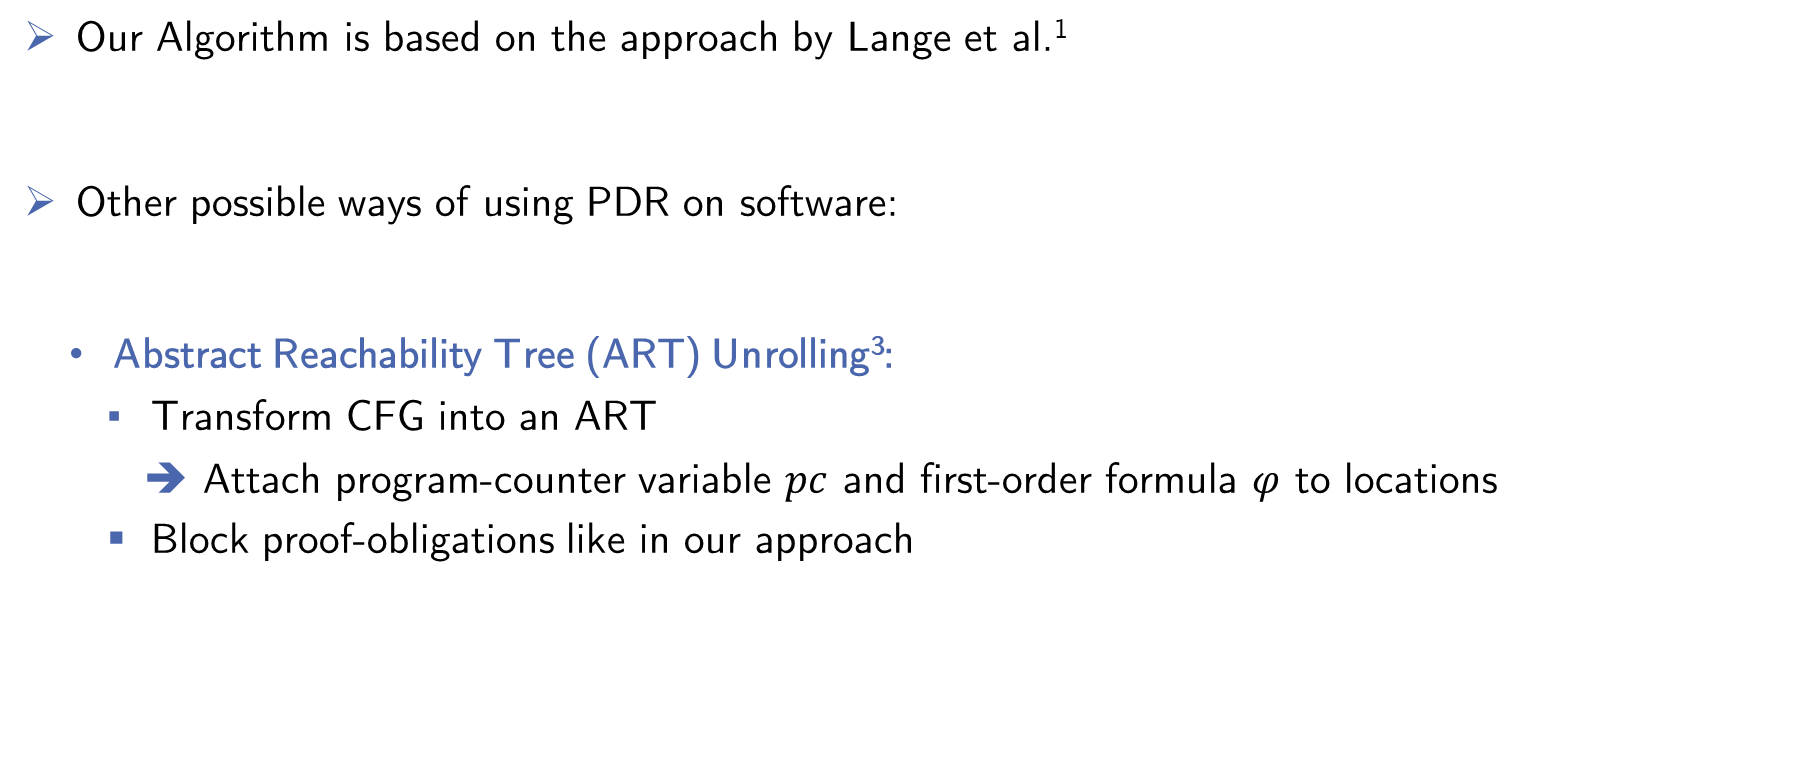 ➢ Our Algorithm is based on the approach by Lange et al.¹
➢ Other possible ways of using PDR on software:
• Abstract Reachability Tree (ART) Unrolling³:
▪ Transform CFG into an ART
➔ Attach program-counter variable 𝑝𝑐 and first-order formula 𝜑 to locations
▪ Block proof-obligations like in our approach